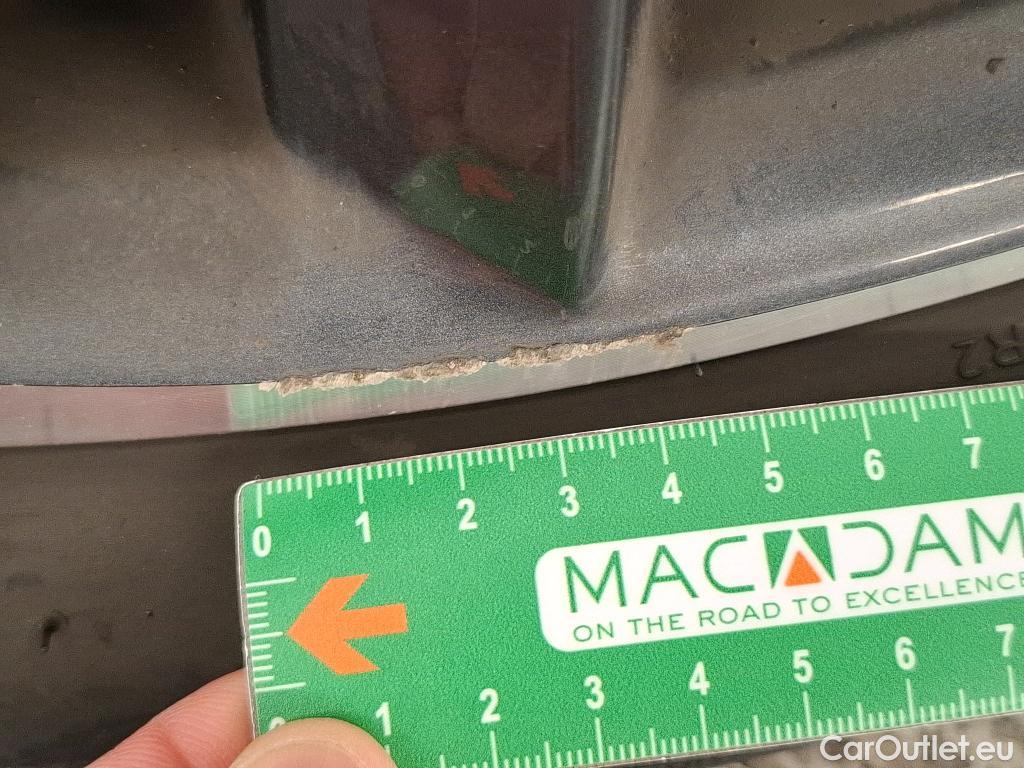 R2
0 1 2 3 4 5 6 7
MACADAM
ON THE ROAD TO EXCELLENCE
1 2 3 4 5 6 7
CarOutlet.eu